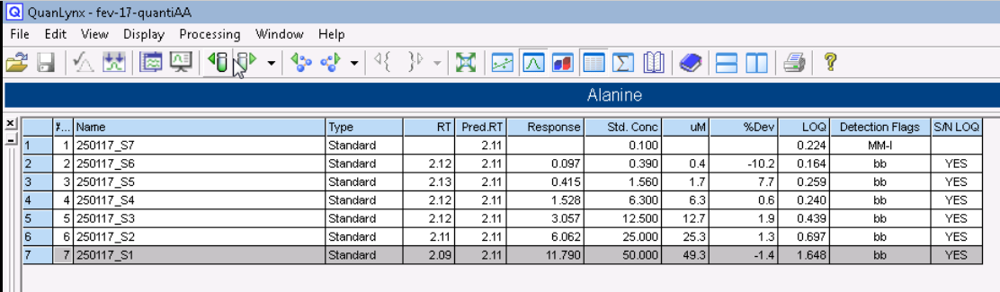 QuanLynx - fev-17-quantiAA
File Edit View Display Processing Window Help
Alanine
#... Name Type RT Pred.RT Response Std. Conc uM %Dev LOQ Detection Flags S/N LOQ
1 1 250117_S7 Standard 2.11 0.100 0.224 MM-I
2 2 250117_S6 Standard 2.12 2.11 0.097 0.390 0.4 -10.2 0.164 bb YES
3 3 250117_S5 Standard 2.13 2.11 0.415 1.560 1.7 7.7 0.259 bb YES
4 4 250117_S4 Standard 2.12 2.11 1.528 6.300 6.3 0.6 0.240 bb YES
5 5 250117_S3 Standard 2.12 2.11 3.057 12.500 12.7 1.9 0.439 bb YES
6 6 250117_S2 Standard 2.11 2.11 6.062 25.000 25.3 1.3 0.697 bb YES
7 7 250117_S1 Standard 2.09 2.11 11.790 50.000 49.3 -1.4 1.648 bb YES